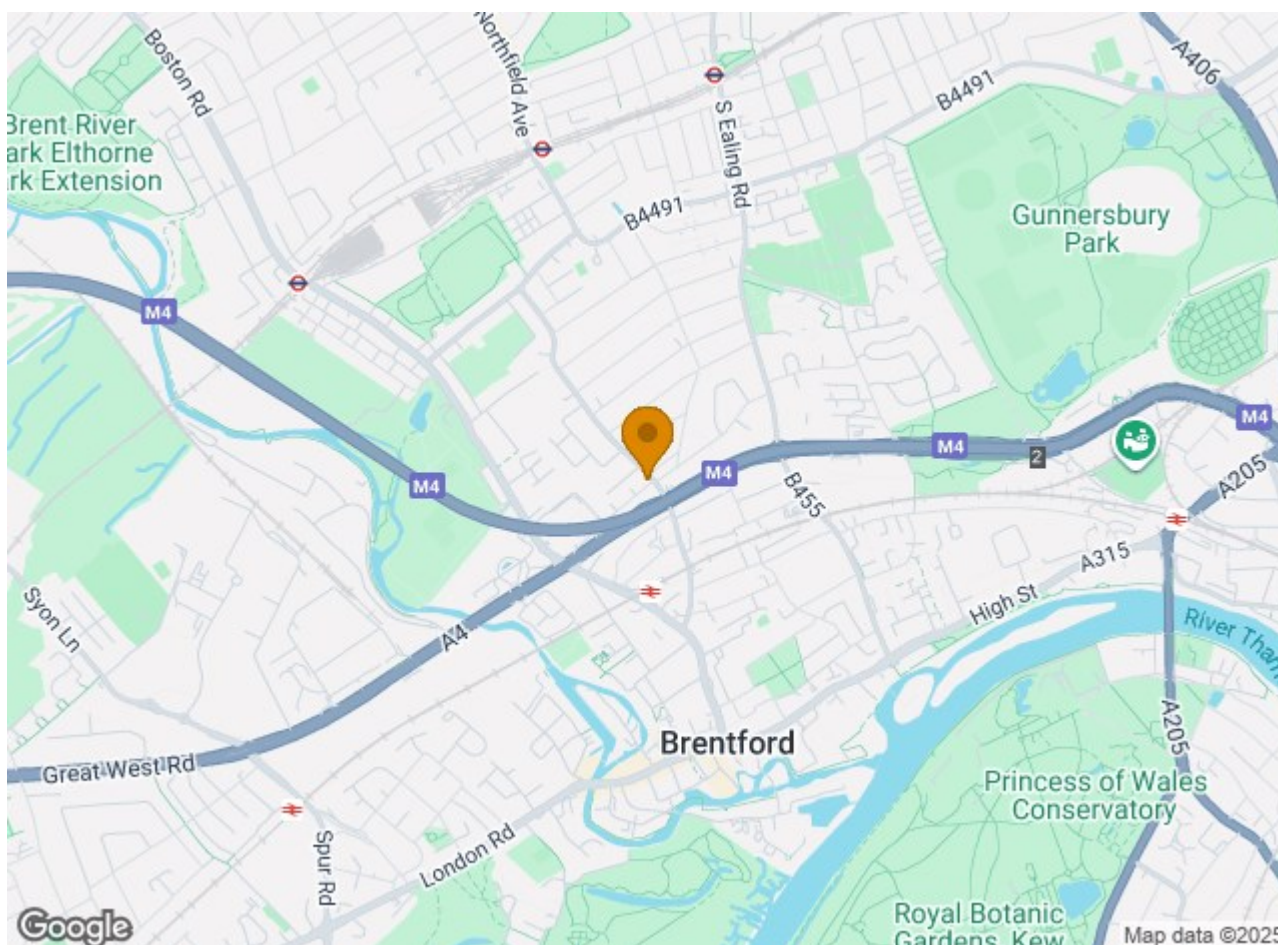 Boston Rd
Northfield Ave
S Ealing Rd
B4491
A406
Brent River
ark Elthorne
rk Extension
B4491
Gunnersbury
Park
M4
M4
M4
M4
M4
2
A205
B455
A315
High St
Syon Ln
A4
River Tham
A205
Brentford
Great West Rd
Princess of Wales
Conservatory
Spur Rd
London Rd
Royal Botanic
Gardens, Kew
Google
Map data ©2025